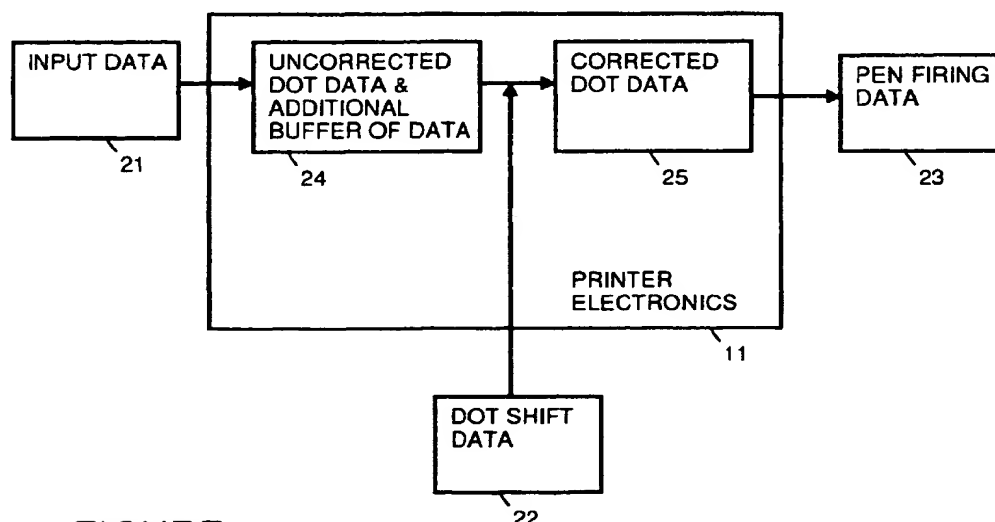 INPUT DATA
21
UNCORRECTED
DOT DATA &
ADDITIONAL
BUFFER OF DATA
24
CORRECTED
DOT DATA
25
PEN FIRING
DATA
23
PRINTER
ELECTRONICS
11
DOT SHIFT
DATA
22